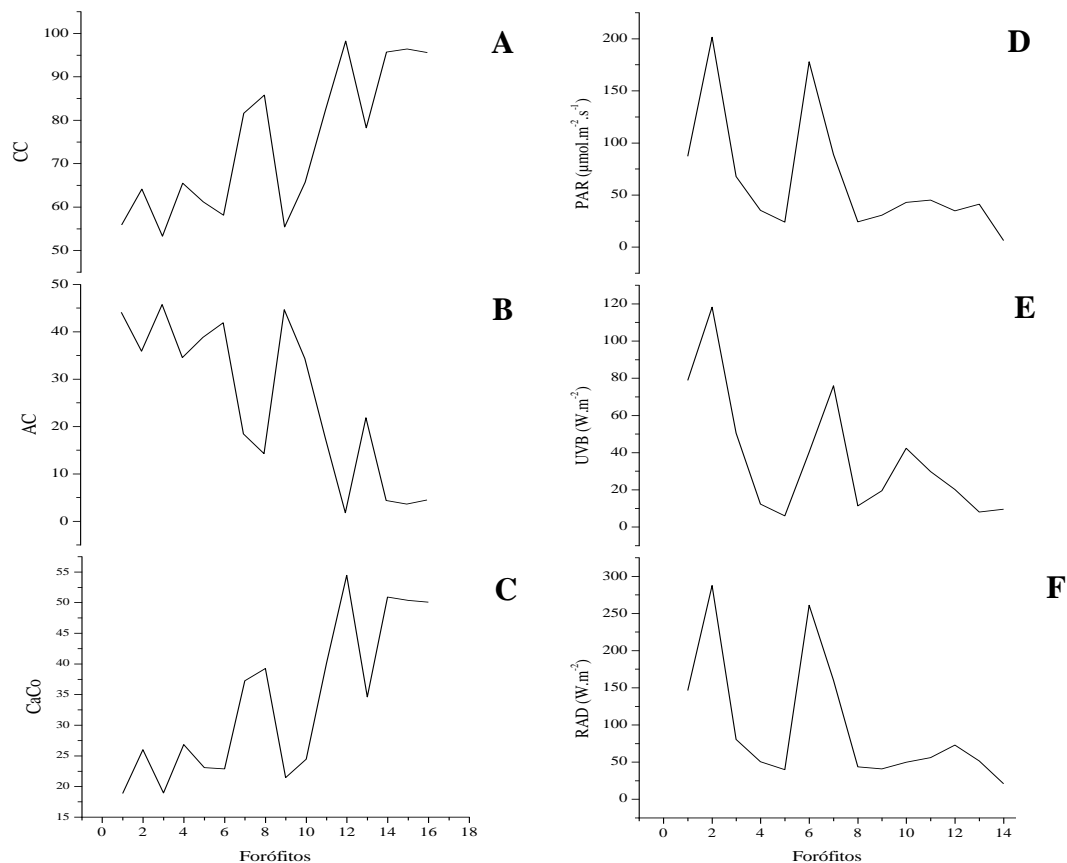 A
CC
100
90
80
70
60
50
B
AC
50
40
30
20
10
0
C
CaCo
55
50
45
40
35
30
25
20
15
0 2 4 6 8 10 12 14 16 18
Forófitos
D
PAR (μmol.m⁻².s⁻¹)
200
150
100
50
0
E
UVB (W.m⁻²)
120
100
80
60
40
20
0
F
RAD (W.m⁻²)
300
250
200
150
100
50
0
0 2 4 6 8 10 12 14
Forófitos